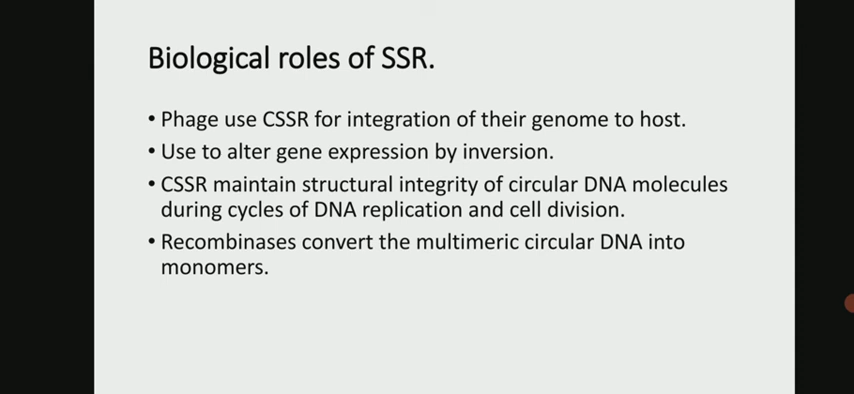 Biological roles of SSR.
• Phage use CSSR for integration of their genome to host.
• Use to alter gene expression by inversion.
• CSSR maintain structural integrity of circular DNA molecules
during cycles of DNA replication and cell division.
• Recombinases convert the multimeric circular DNA into
monomers.